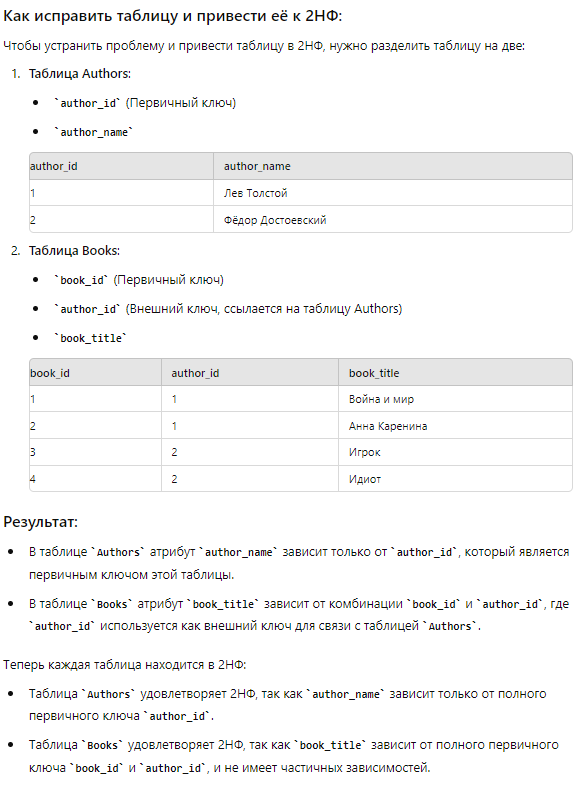 Как исправить таблицу и привести её к 2НФ:
Чтобы устранить проблему и привести таблицу в 2НФ, нужно разделить таблицу на две:
1. Таблица Authors:
• `author_id` (Первичный ключ)
• `author_name`
author_id author_name
1 Лев Толстой
2 Фёдор Достоевский
2. Таблица Books:
• `book_id` (Первичный ключ)
• `author_id` (Внешний ключ, ссылается на таблицу Authors)
• `book_title`
book_id author_id book_title
1 1 Война и мир
2 1 Анна Каренина
3 2 Игрок
4 2 Идиот
Результат:
• В таблице `Authors` атрибут `author_name` зависит только от `author_id`, который является
первичным ключом этой таблицы.
• В таблице `Books` атрибут `book_title` зависит от комбинации `book_id` и `author_id`, где
`author_id` используется как внешний ключ для связи с таблицей `Authors`.
Теперь каждая таблица находится в 2НФ:
• Таблица `Authors` удовлетворяет 2НФ, так как `author_name` зависит только от полного
первичного ключа `author_id`.
• Таблица `Books` удовлетворяет 2НФ, так как `book_title` зависит от полного первичного
ключа `book_id` и `author_id`, и не имеет частичных зависимостей.